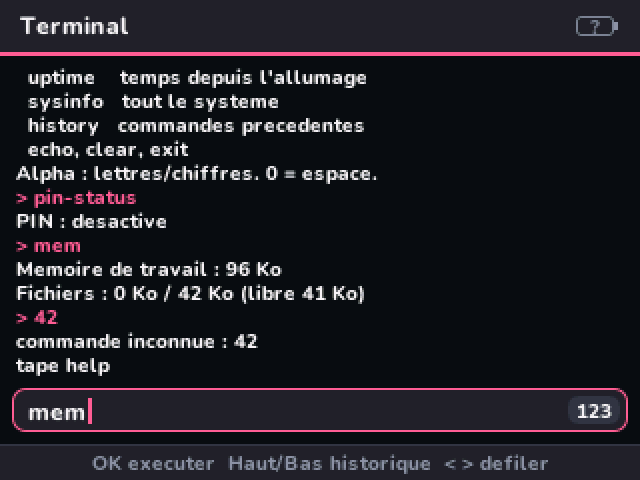 Terminal
?
uptime    temps depuis l'allumage
sysinfo   tout le systeme
history   commandes precedentes
echo, clear, exit
Alpha : lettres/chiffres. 0 = espace.
> pin-status
PIN : desactive
> mem
Memoire de travail : 96 Ko
Fichiers : 0 Ko / 42 Ko (libre 41 Ko)
> 42
commande inconnue : 42
tape help
mem
123
OK executer  Haut/Bas historique  < > defiler